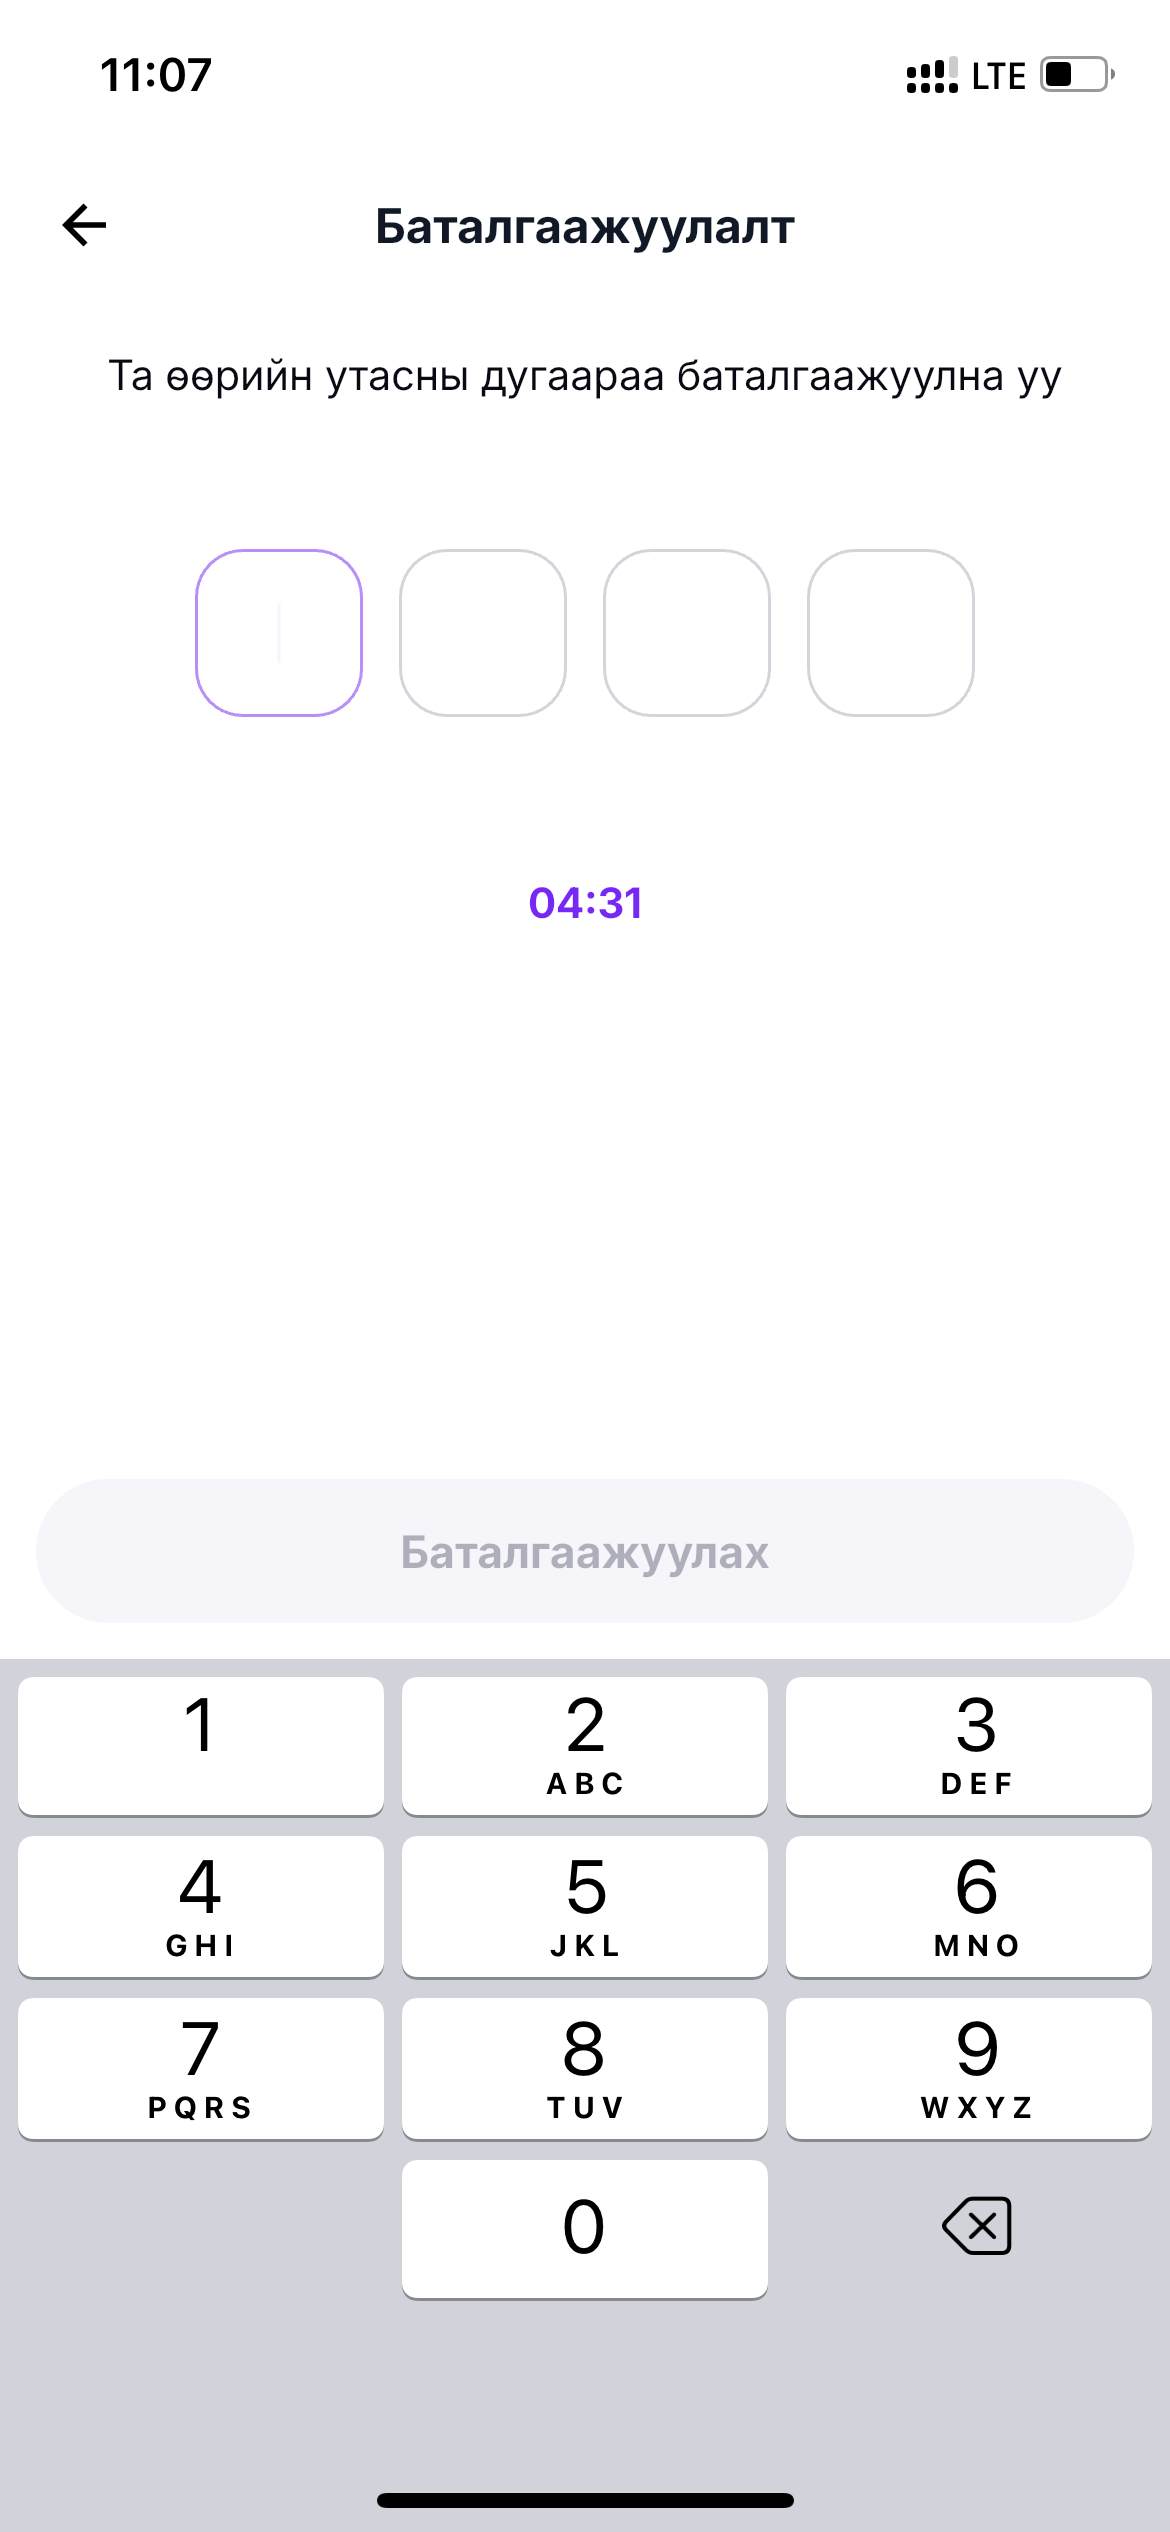 11:07 LTE
Баталгаажуулалт
Та өөрийн утасны дугаараа баталгаажуулна уу
04:31
Баталгаажуулах
1 2 3
ABC DEF
4 5 6
GHI JKL MNO
7 8 9
PQRS TUV WXYZ
0